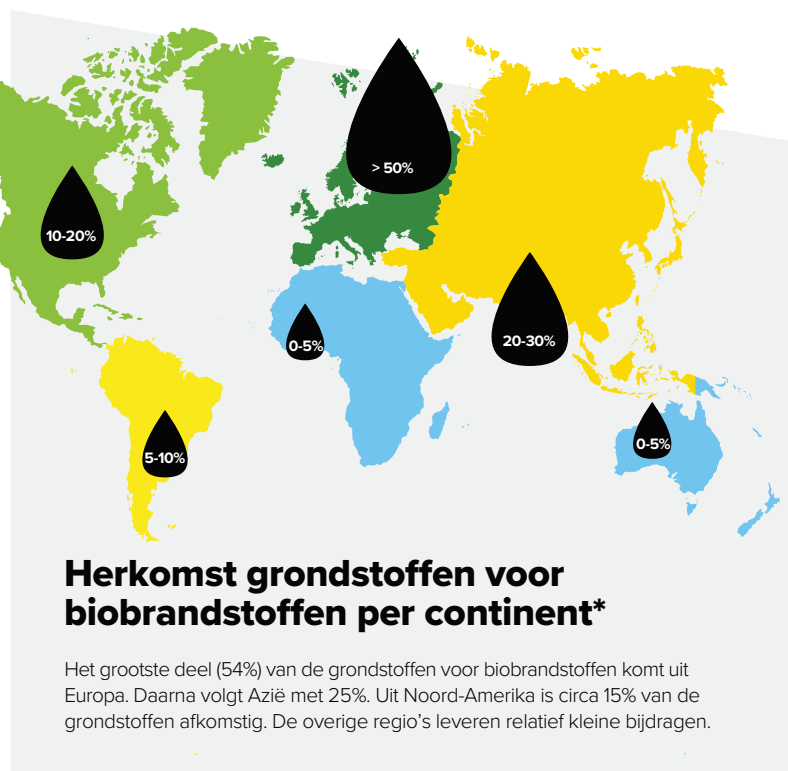 > 50%
10-20%
20-30%
0-5%
5-10%
0-5%
Herkomst grondstoffen voor
biobrandstoffen per continent*
Het grootste deel (54%) van de grondstoffen voor biobrandstoffen komt uit
Europa. Daarna volgt Azië met 25%. Uit Noord-Amerika is circa 15% van de
grondstoffen afkomstig. De overige regio's leveren relatief kleine bijdragen.